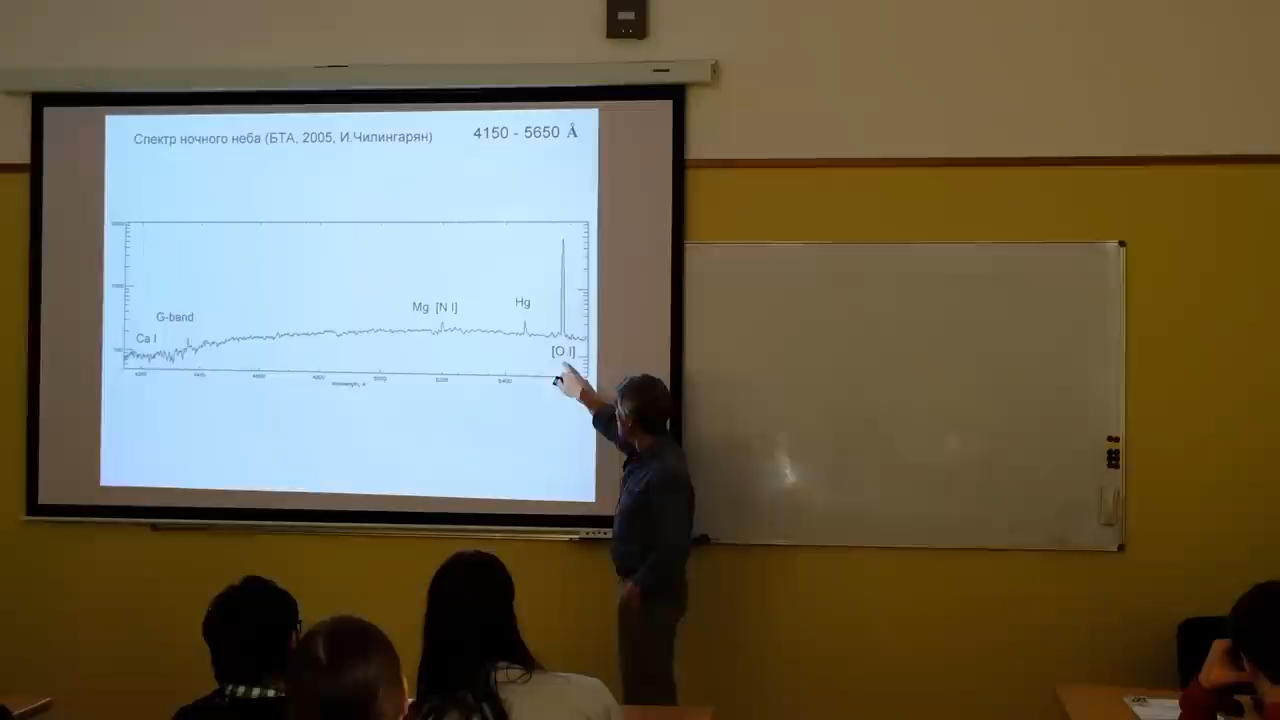 Спектр ночного неба (БТА, 2005, И.Чилингарян)
4150 - 5650 Å
Mg [N I]
Hg
G-band
Ca I
[O I]